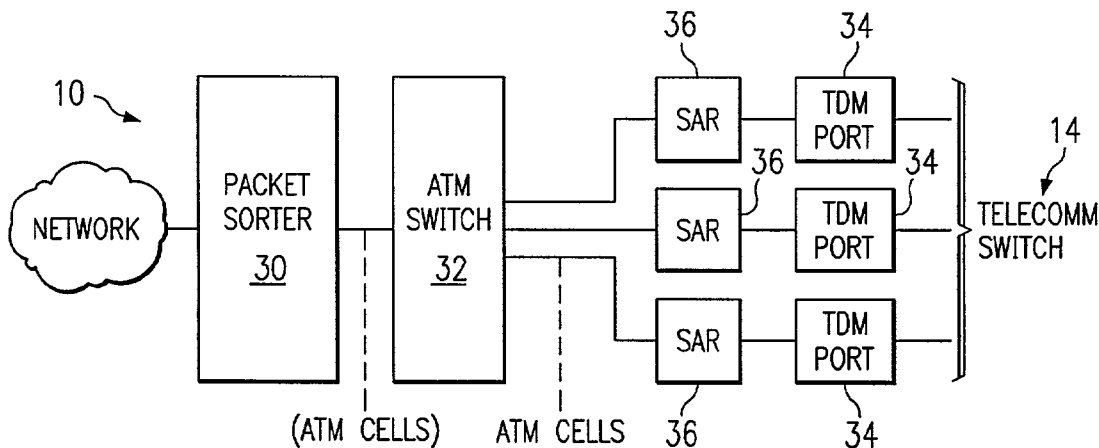 36
34
10
SAR
TDM
PORT
14
NETWORK
PACKET
SORTER
30
ATM
SWITCH
32
36
34
SAR
TDM
PORT
TELECOMM
SWITCH
SAR
TDM
PORT
(ATM CELLS)
ATM CELLS
36
34